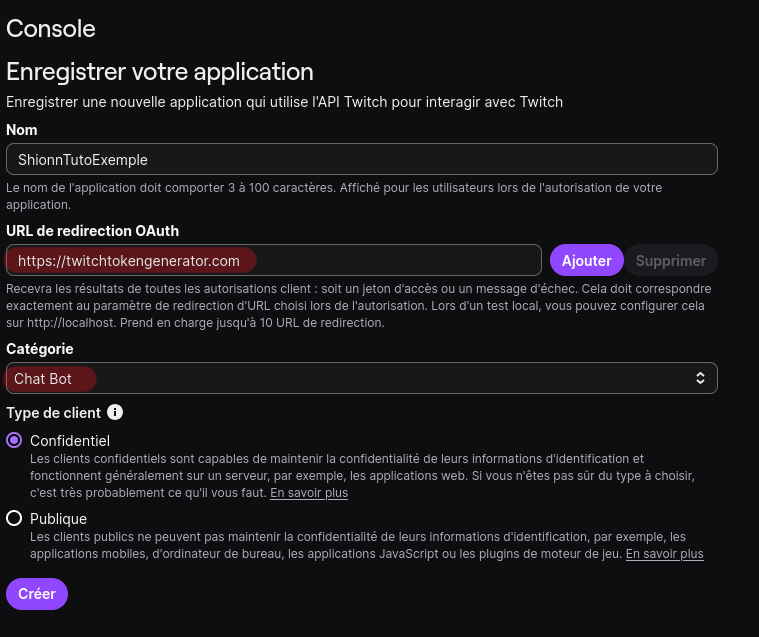 Console
Enregistrer votre application
Enregistrer une nouvelle application qui utilise l'API Twitch pour interagir avec Twitch
Nom
ShionnTutoExemple
Le nom de l'application doit comporter 3 à 100 caractères. Affiché pour les utilisateurs lors de l'autorisation de votre
application.
URL de redirection OAuth
https://twitchtokengenerator.com
Ajouter
Supprimer
Recevra les résultats de toutes les autorisations client : soit un jeton d'accès ou un message d'échec. Cela doit correspondre
exactement au paramètre de redirection d'URL choisi lors de l'autorisation. Lors d'un test local, vous pouvez configurer cela
sur http://localhost. Prend en charge jusqu'à 10 URL de redirection.
Catégorie
Chat Bot
Type de client
Confidentiel
Les clients confidentiels sont capables de maintenir la confidentialité de leurs informations d'identification et
fonctionnent généralement sur un serveur, par exemple, les applications web. Si vous n'êtes pas sûr du type à choisir,
c'est très probablement ce qu'il vous faut. En savoir plus
Publique
Les clients publics ne peuvent pas maintenir la confidentialité de leurs informations d'identification, par exemple, les
applications mobiles, d'ordinateur de bureau, les applications JavaScript ou les plugins de moteur de jeu. En savoir plus
Créer